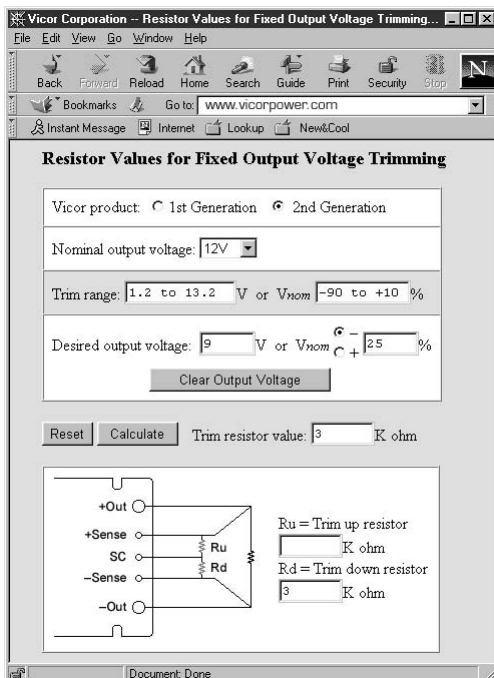 Vicor Corporation -- Resistor Values for Fixed Output Voltage Trimming...
File Edit View Go Window Help
Back Forward Reload Home Search Guide Print Security Stop N
Bookmarks Go to: www.vicorpower.com
Instant Message Internet Lookup New&Cool
Resistor Values for Fixed Output Voltage Trimming
Vicor product: 1st Generation 2nd Generation
Nominal output voltage: 12V
Trim range: 1.2 to 13.2 V or Vnom -90 to +10 %
Desired output voltage: 9 V or Vnom - + 25 %
Clear Output Voltage
Reset Calculate Trim resistor value: 3 K ohm
+Out
+Sense
SC
-Sense
-Out
Ru
Rd
Ru = Trim up resistor
K ohm
Rd = Trim down resistor
3 K ohm
Document: Done